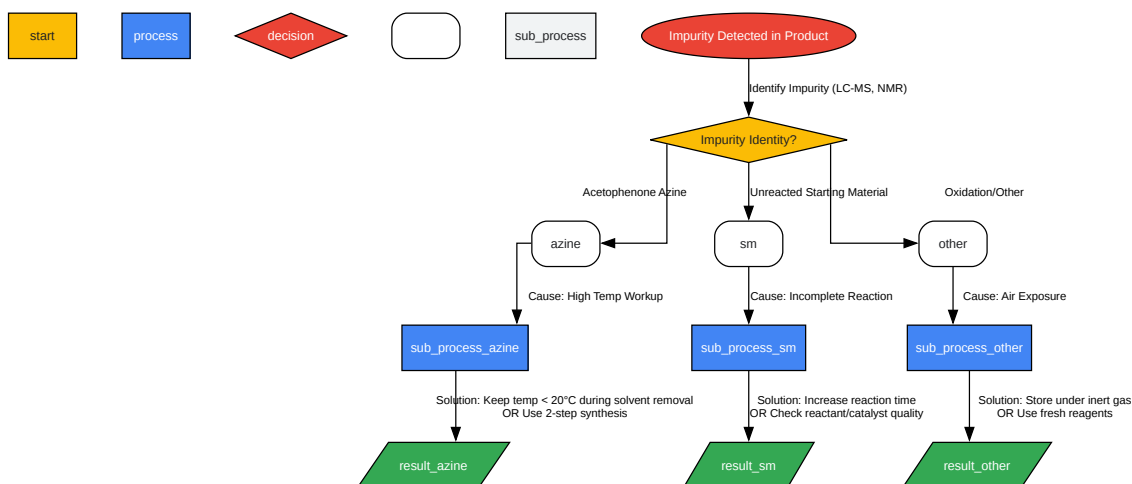 start
process
decision
sub_process
Impurity Detected in Product
Identify Impurity (LC-MS, NMR)
Impurity Identity?
Acetophenone Azine
Unreacted Starting Material
Oxidation/Other
azine
sm
other
Cause: High Temp Workup
Cause: Incomplete Reaction
Cause: Air Exposure
sub_process_azine
sub_process_sm
sub_process_other
Solution: Keep temp < 20°C during solvent removal
OR Use 2-step synthesis
Solution: Increase reaction time
OR Check reactant/catalyst quality
Solution: Store under inert gas
OR Use fresh reagents
result_azine
result_sm
result_other